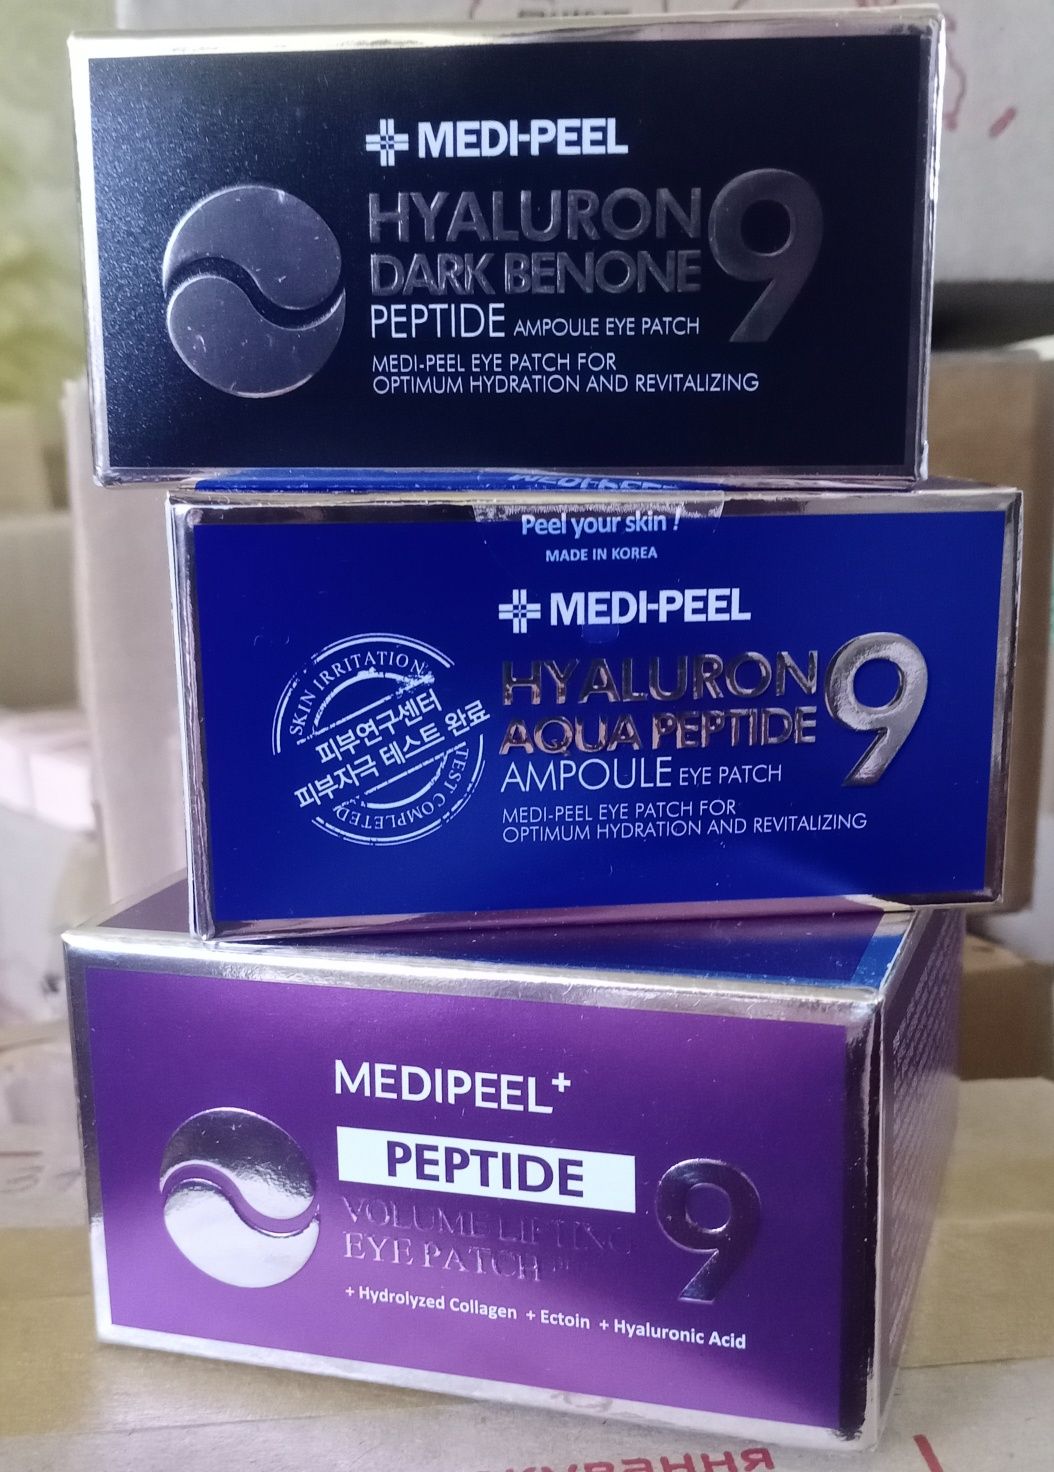 MEDI-PEEL
HYALURON
DARK BENONE
9
PEPTIDE AMPOULE EYE PATCH
MEDI-PEEL EYE PATCH FOR
OPTIMUM HYDRATION AND REVITALIZING
Peel your skin !
MADE IN KOREA
MEDI-PEEL
HYALURON
AQUA PEPTIDE
9
AMPOULE EYE PATCH
MEDI-PEEL EYE PATCH FOR
OPTIMUM HYDRATION AND REVITALIZING
SKIN IRRITATION
피부연구센터
피부자극 테스트 완료
TEST COMPLETED
MEDIPEEL+
PEPTIDE
9
VOLUME LIFTING
EYE PATCH
+ Hydrolyzed Collagen + Ectoin + Hyaluronic Acid